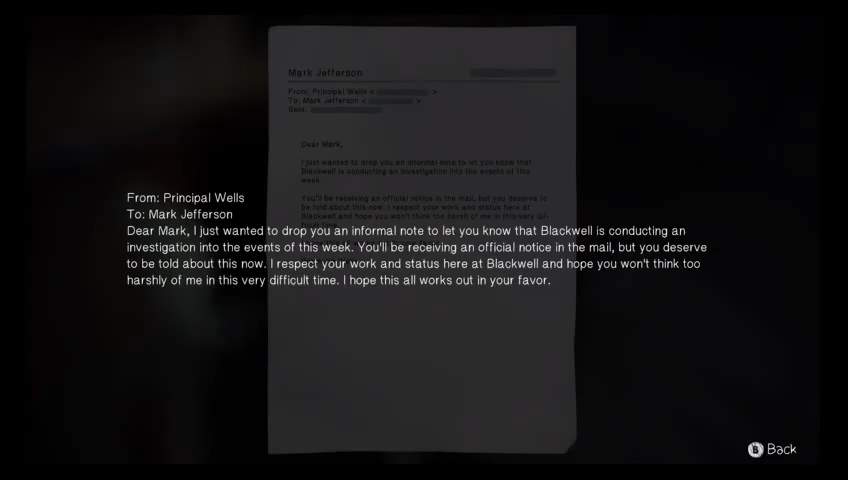 Mark Jefferson
From: Principal Wells < >
To: Mark Jefferson < >
Sent:
Dear Mark,
I just wanted to drop you an informal note to let you know that
Blackwell is conducting an investigation into the events of this
week.
You'll be receiving an official notice in the mail, but you deserve to
be told about this now. I respect your work and status here at
Blackwell and hope you won't think too harsh of me in this very dif-
From: Principal Wells
To: Mark Jefferson
Dear Mark, I just wanted to drop you an informal note to let you know that Blackwell is conducting an
investigation into the events of this week. You'll be receiving an official notice in the mail, but you deserve
to be told about this now. I respect your work and status here at Blackwell and hope you won't think too
harshly of me in this very difficult time. I hope this all works out in your favor.
B Back